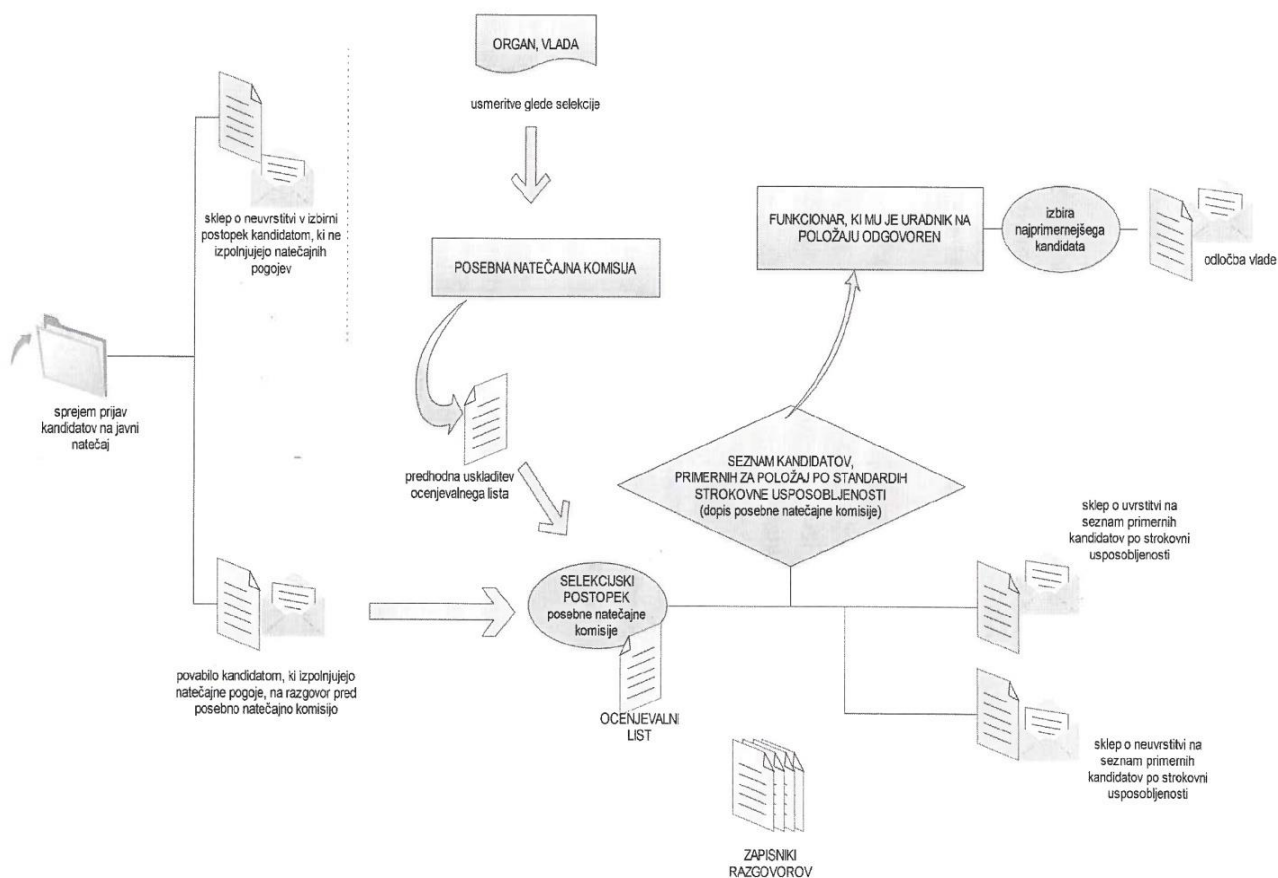 ORGAN, VLADA
usmeritve glede selekcije
sklep o neuvrstitvi v izbirni
postopek kandidatom, ki ne
izpolnjujejo natečajnih
pogojev
POSEBNA NATEČAJNA KOMISIJA
FUNKCIONAR, KI MU JE URADNIK NA
POLOŽAJU ODGOVOREN
izbira
najprimernejšega
kandidata
odločba vlade
sprejem prijav
kandidatov na javni
natečaj
predhodna uskladitev
ocenjevalnega lista
SEZNAM KANDIDATOV,
PRIMERNIH ZA POLOŽAJ PO STANDARDIH
STROKOVNE USPOSOBLJENOSTI
(dopis posebne natečajne komisije)
sklep o uvrstitvi na
seznam primernih
kandidatov po strokovni
usposobljenosti
SELEKCIJSKI
POSTOPEK
posebne natečajne
komisije
povabilo kandidatom, ki izpolnjujejo
natečajne pogoje, na razgovor pred
posebno natečajno komisijo
OCENJEVALNI
LIST
sklep o neuvrstitvi na
seznam primernih
kandidatov po strokovni
usposobljenosti
ZAPISNIKI
RAZGOVOROV